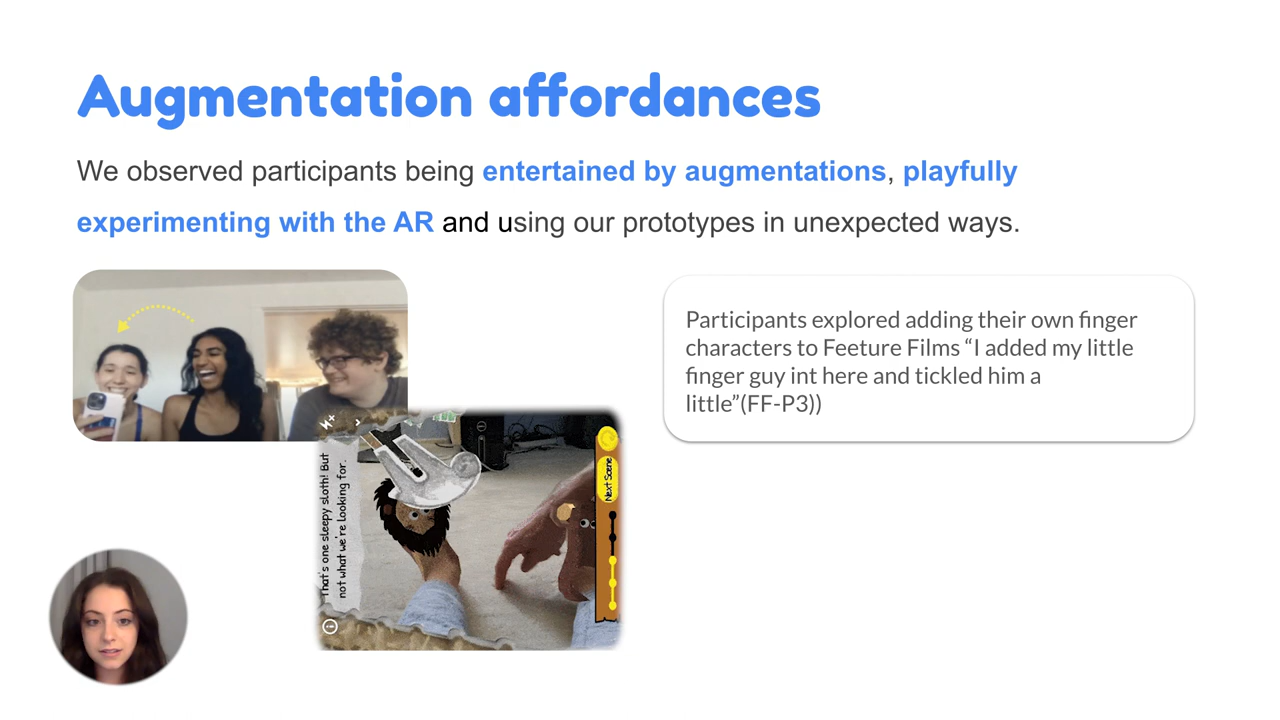 Augmentation affordances
We observed participants being entertained by augmentations, playfully
experimenting with the AR and using our prototypes in unexpected ways.
Participants explored adding their own finger
characters to Feeture Films “I added my little
finger guy int here and tickled him a
little”(FF-P3))
That's one sleepy sloth! But
not what we're looking for.
Next Scene